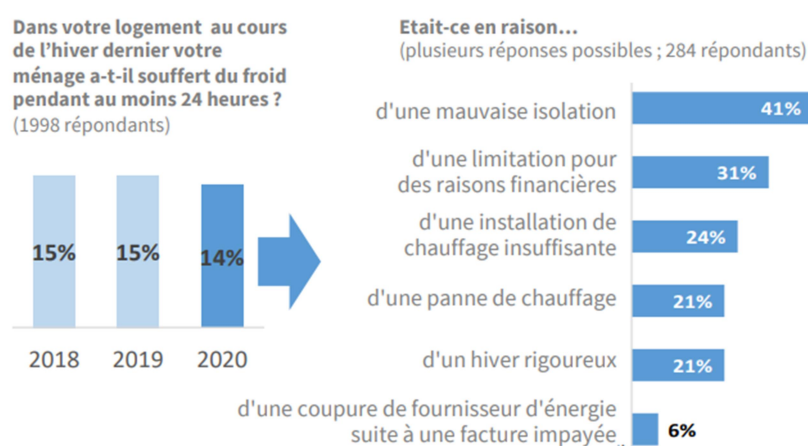 Dans votre logement au cours
de l'hiver dernier votre
ménage a-t-il souffert du froid
pendant au moins 24 heures ?
(1998 répondants)
15%
15%
14%
2018
2019
2020
Etait-ce en raison...
(plusieurs réponses possibles ; 284 répondants)
d'une mauvaise isolation
41%
d'une limitation pour
des raisons financières
31%
d'une installation de
chauffage insuffisante
24%
d'une panne de chauffage
21%
d'un hiver rigoureux
21%
d'une coupure de fournisseur d'énergie
suite à une facture impayée
6%